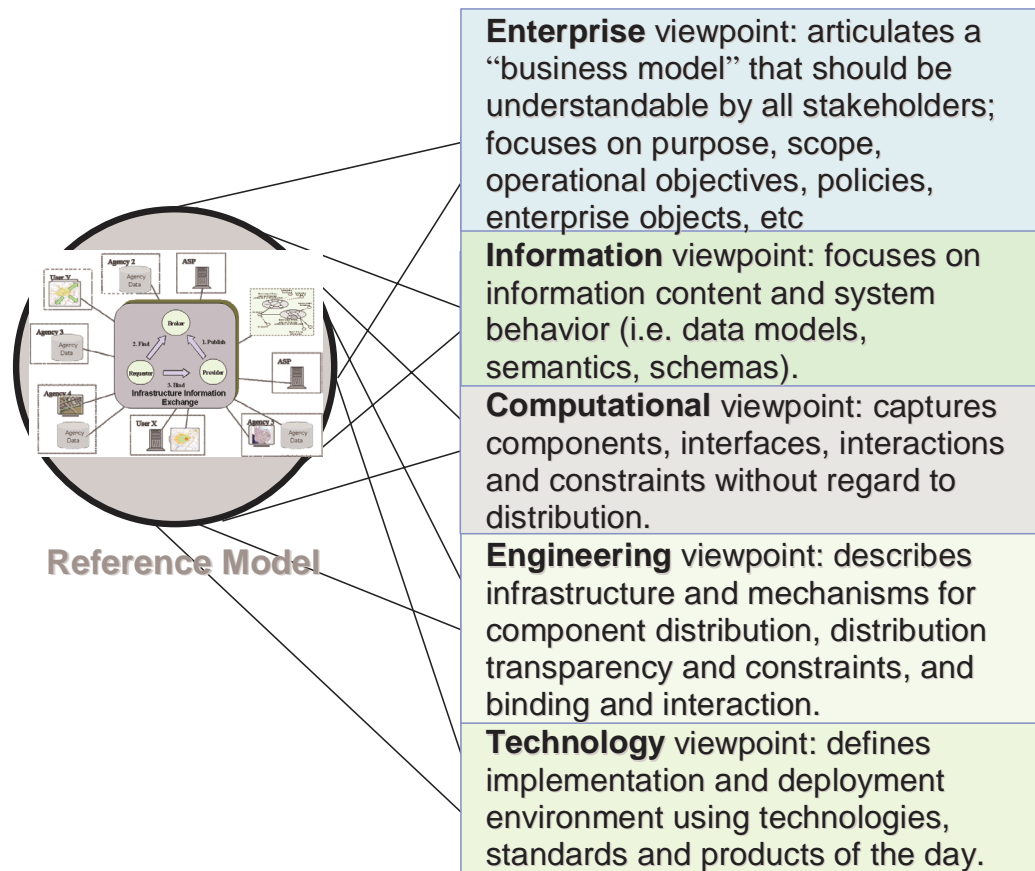 Enterprise viewpoint: articulates a
“business model” that should be
understandable by all stakeholders;
focuses on purpose, scope,
operational objectives, policies,
enterprise objects, etc
Information viewpoint: focuses on
information content and system
behavior (i.e. data models,
semantics, schemas).
Computational viewpoint: captures
components, interfaces, interactions
and constraints without regard to
distribution.
Engineering viewpoint: describes
infrastructure and mechanisms for
component distribution, distribution
transparency and constraints, and
binding and interaction.
Technology viewpoint: defines
implementation and deployment
environment using technologies,
standards and products of the day.
Agency 2
ASP
User Y
Agency
Data
Agency 3
Agency
Data
Broker
2. Find
1. Publish
Requester
Provider
3. Bind
Infrastructure Information
Exchange
ASP
Agency 4
Agency
Data
User X
Agency 5
Agency
Data
Reference Model